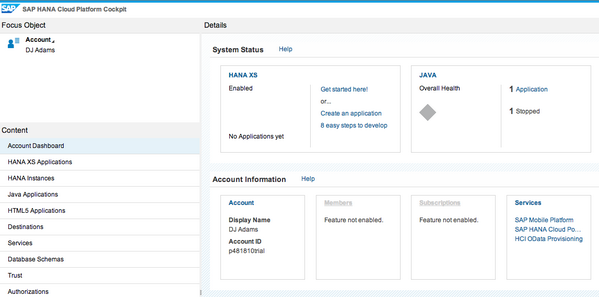 SAP SAP HANA Cloud Platform Cockpit
Focus Object
Account
DJ Adams
Content
Account Dashboard
HANA XS Applications
HANA Instances
Java Applications
HTML5 Applications
Destinations
Services
Database Schemas
Trust
Authorizations
Details
System Status Help
HANA XS
Enabled
No Applications yet
Get started here!
or...
Create an application
8 easy steps to develop
JAVA
Overall Health
1 Application
1 Stopped
Account Information Help
Account
Display Name
DJ Adams
Account ID
p481810trial
Members
Feature not enabled.
Subscriptions
Feature not enabled.
Services
SAP Mobile Platform
SAP HANA Cloud Po...
HCI OData Provisioning